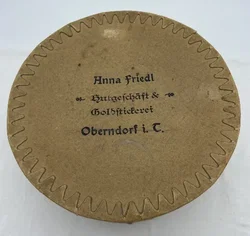 Anna Friedl
Hutgeschäft &
Goldstickerei
Oberndorf i. T.